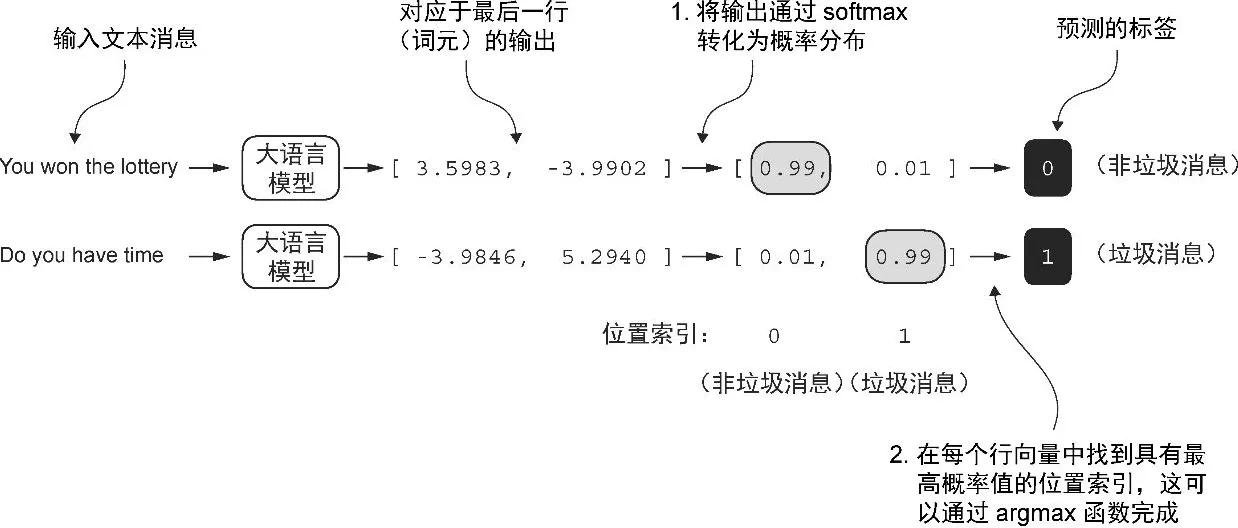 输入文本消息
对应于最后一行
（词元）的输出
1. 将输出通过 softmax
转化为概率分布
预测的标签
You won the lottery
大语言
模型
[ 3.5983, -3.9902 ]
[ 0.99, 0.01 ]
0
（非垃圾消息）
Do you have time
大语言
模型
[ -3.9846, 5.2940 ]
[ 0.01, 0.99 ]
1
（垃圾消息）
位置索引： 0 1
（非垃圾消息）（垃圾消息）
2. 在每个行向量中找到具有最
高概率值的位置索引，这可
以通过 argmax 函数完成